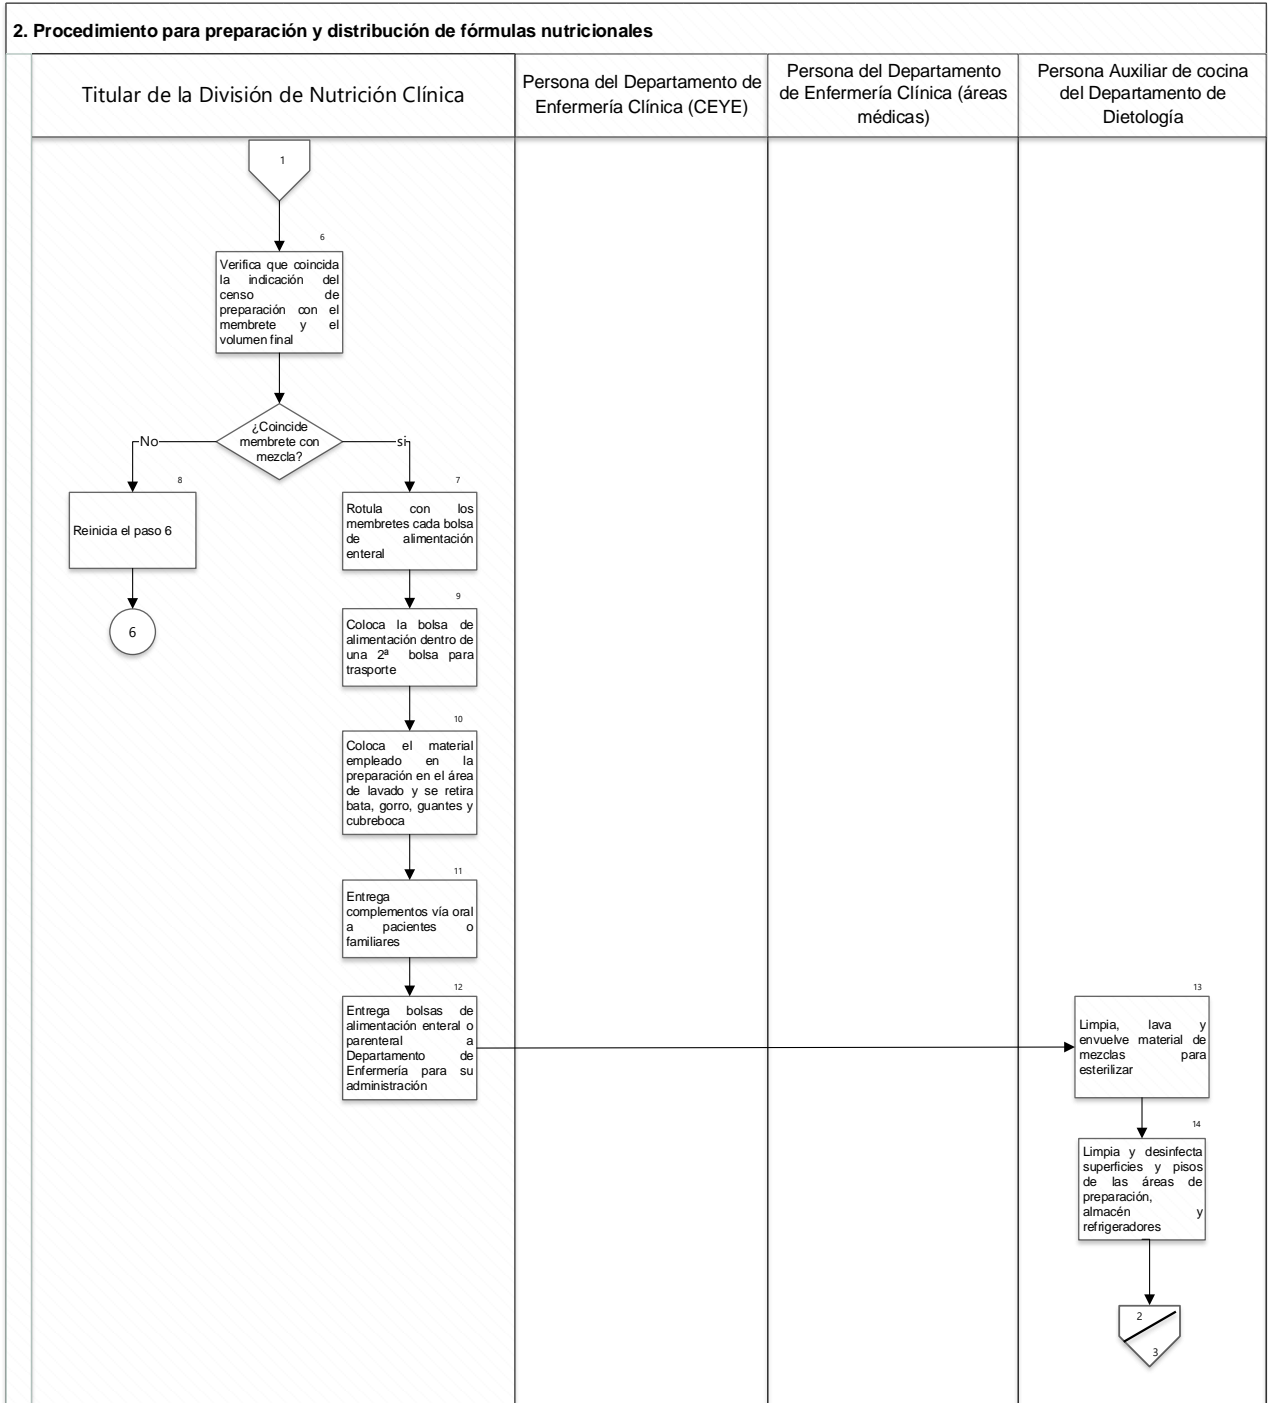 2. Procedimiento para preparación y distribución de fórmulas nutricionales
Titular de la División de Nutrición Clínica
Persona del Departamento de
Enfermería Clínica (CEYE)
Persona del Departamento
de Enfermería Clínica (áreas
médicas)
Persona Auxiliar de cocina
del Departamento de
Dietología
1
6
Verifica que coincida
la indicación del
censo de
preparación con el
membrete y el
volumen final
¿Coincide
membrete con
mezcla?
No
si
8
Reinicia el paso 6
6
7
Rotula con los
membretes cada bolsa
de alimentación
enteral
9
Coloca la bolsa de
alimentación dentro de
una 2ª bolsa para
trasporte
10
Coloca el material
empleado en la
preparación en el área
de lavado y se retira
bata, gorro, guantes y
cubreboca
11
Entrega
complementos vía oral
a pacientes o
familiares
12
Entrega bolsas de
alimentación enteral o
parenteral a
Departamento de
Enfermería para su
administración
13
Limpia, lava y
envuelve material de
mezclas para
esterilizar
14
Limpia y desinfecta
superficies y pisos
de las áreas de
preparación,
almacén y
refrigeradores
2
3